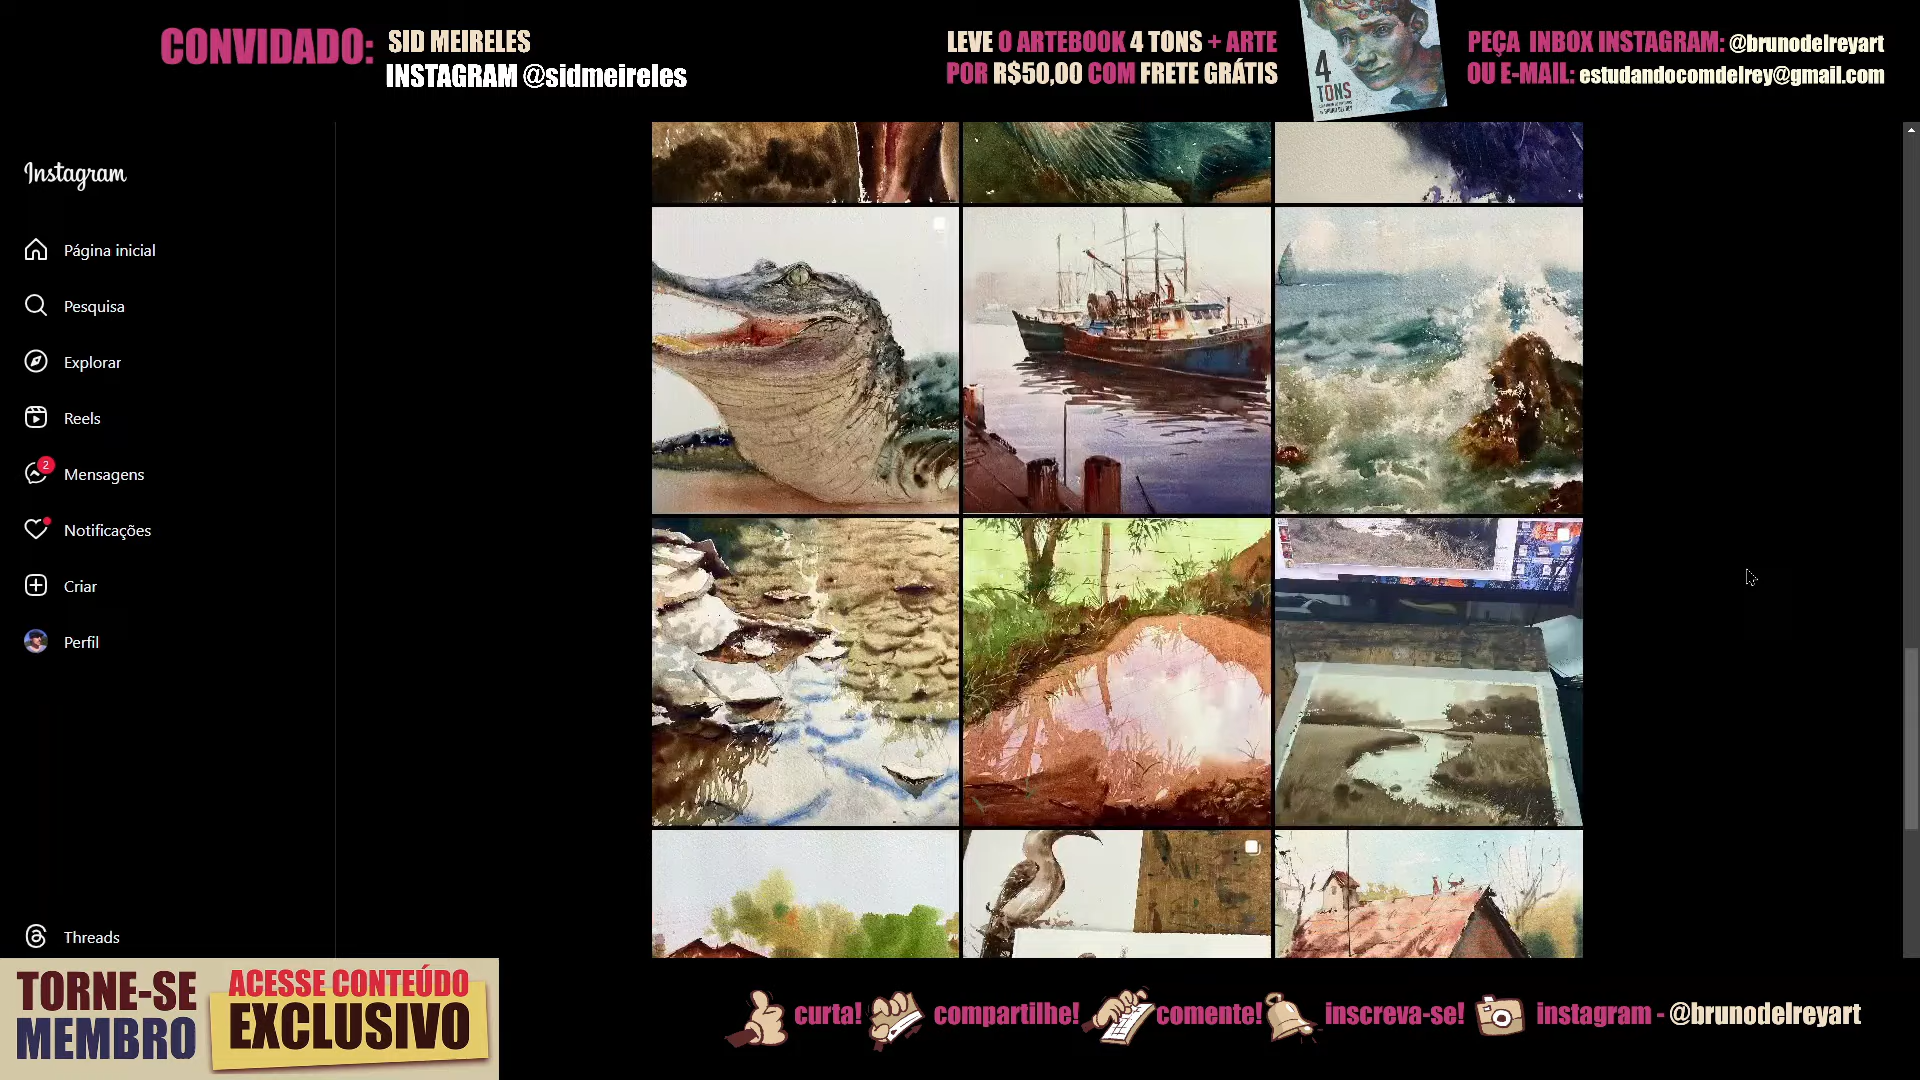 CONVIDADO:
SID MEIRELES
INSTAGRAM @sidmeireles
LEVE O ARTEBOOK 4 TONS + ARTE
POR R$50,00 COM FRETE GRÁTIS
4
TONS
PEÇA INBOX INSTAGRAM: @brunodelreyart
OU E-MAIL: estudandocomdelrey@gmail.com
Instagram
Página inicial
Pesquisa
Explorar
Reels
2
Mensagens
Notificações
Criar
Perfil
Threads
TORNE-SE
MEMBRO
ACESSE CONTEÚDO
EXCLUSIVO
curta! compartilhe! comente! inscreva-se! instagram - @brunodelreyart